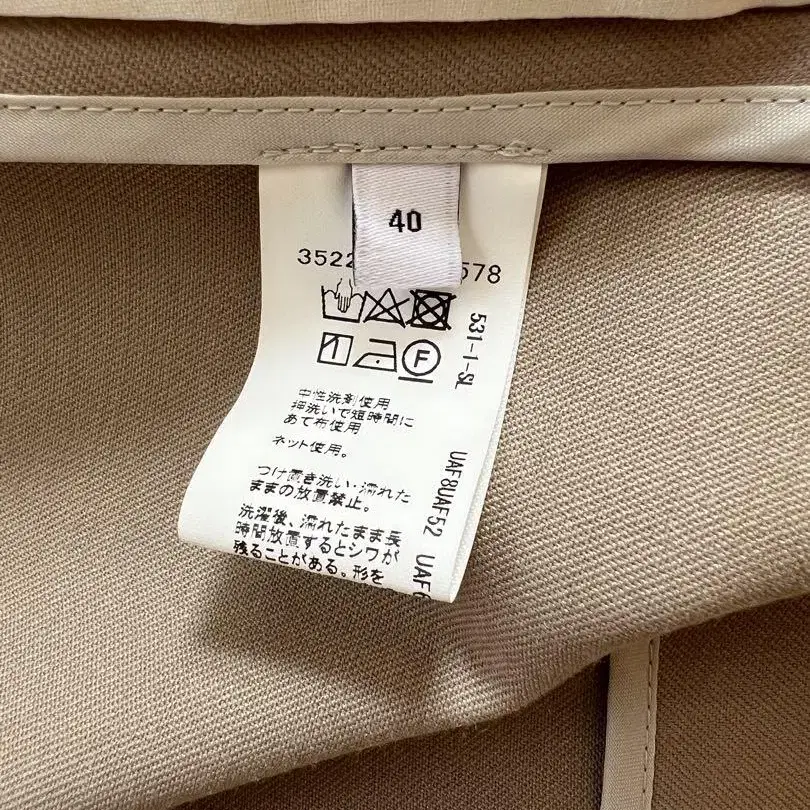 40
3522
578
531-1-SL
F
中性洗剤使用
押洗いで短時間に
あて布使用
ネット使用。
つけ置き洗い・濡れた
ままの放置禁止。
洗濯後、濡れたまま長
時間放置するとシワが
残ることがある。形を
UAF8UAF52 UAF6